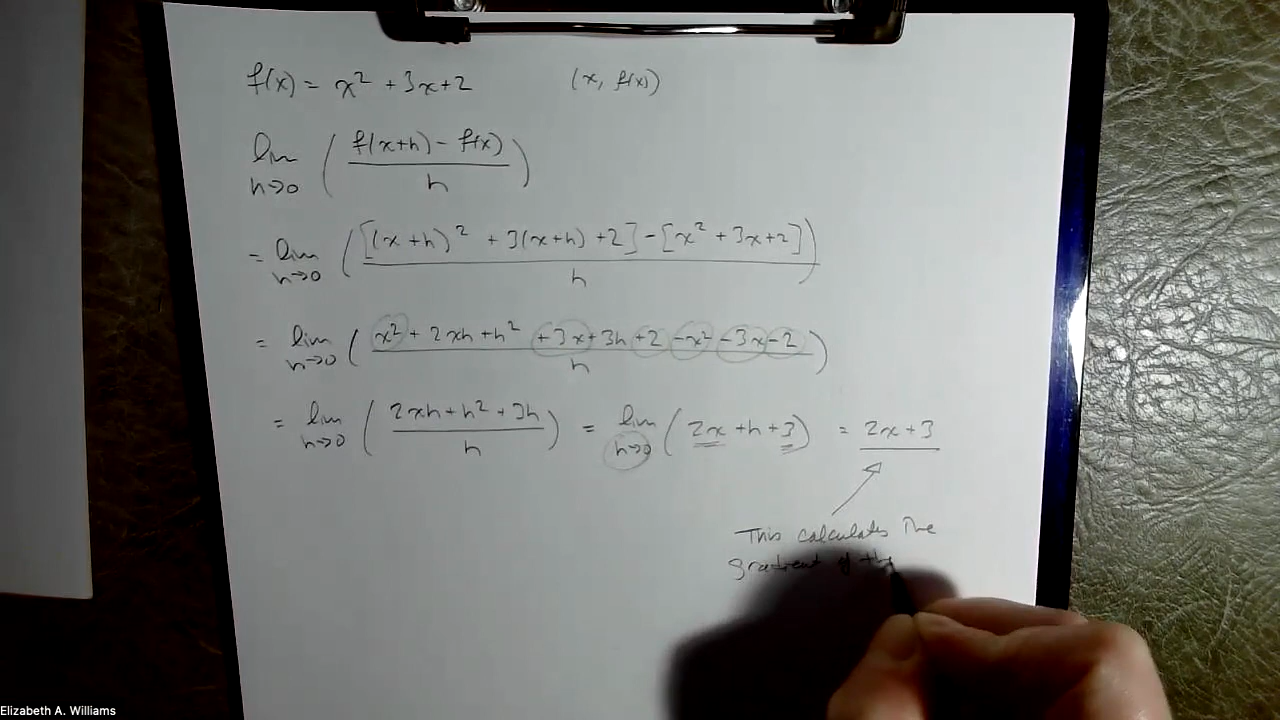 f(x) = x² + 3x + 2 (x, f(x))
lim h→0 ( f(x+h) - f(x) / h )
= lim h→0 ( [(x+h)² + 3(x+h) + 2] - [x² + 3x + 2] / h )
= lim h→0 ( x² + 2xh + h² + 3x + 3h + 2 - x² - 3x - 2 / h )
= lim h→0 ( 2xh + h² + 3h / h ) = lim h→0 ( 2x + h + 3 ) = 2x + 3
This calculates the
gradient of the
Elizabeth A. Williams